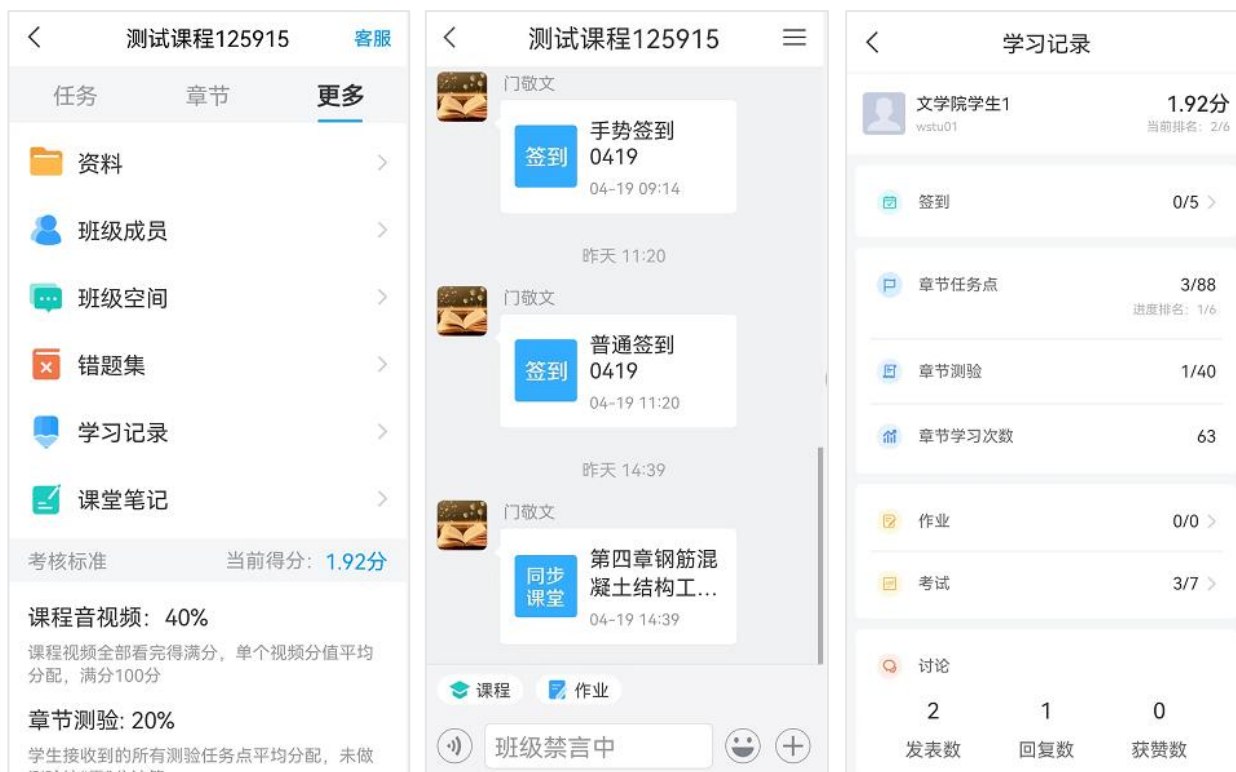 测试课程125915
客服
任务
章节
更多
资料
班级成员
班级空间
错题集
学习记录
课堂笔记
考核标准
当前得分：1.92分
课程音视频：40%
课程视频全部看完得满分，单个视频分值平均
分配，满分100分
章节测验: 20%
学生接收到的所有测验任务点平均分配，未做
测试课程125915
门敬文
签到
手势签到
0419
04-19 09:14
昨天 11:20
门敬文
签到
普通签到
0419
04-19 11:20
昨天 14:39
门敬文
同步
课堂
第四章钢筋混
凝土结构工...
04-19 14:39
课程
作业
班级禁言中
学习记录
文学院学生1
1.92分
wstu01
当前排名：2/6
签到
0/5
章节任务点
3/88
进度排名：1/6
章节测验
1/40
章节学习次数
63
作业
0/0
考试
3/7
讨论
2
1
0
发表数
回复数
获赞数